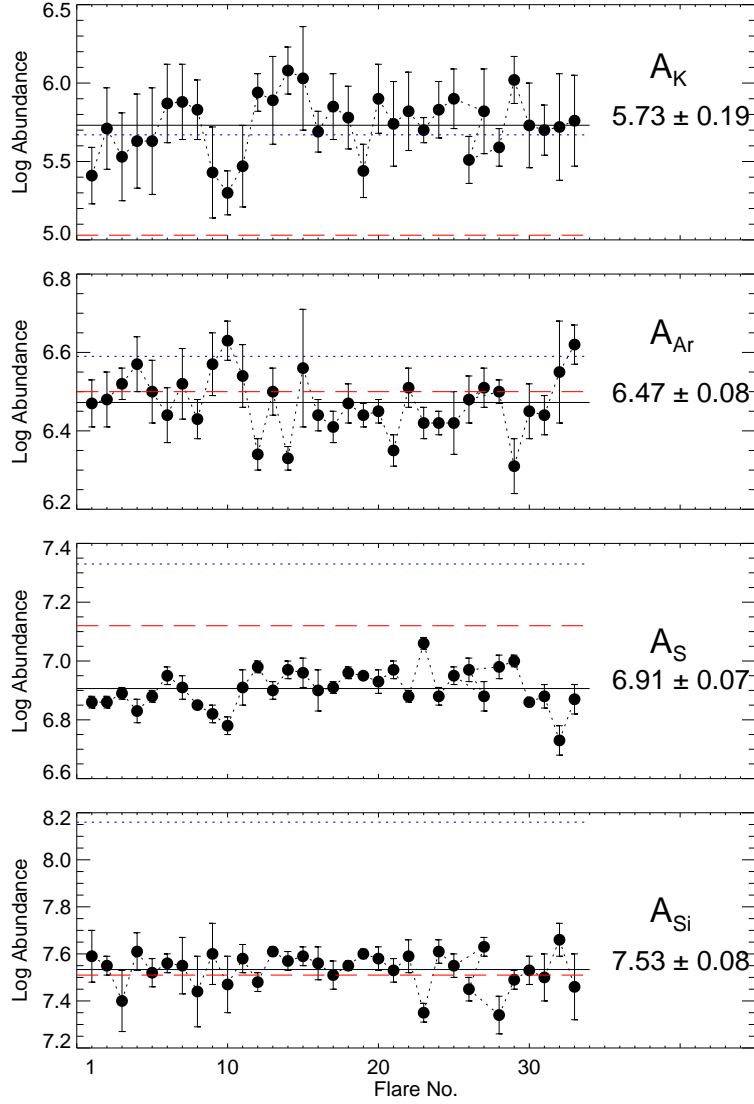 6.5
6.0
5.5
5.0
Log Abundance
A_K
5.73 ± 0.19
6.8
6.6
6.4
6.2
Log Abundance
A_Ar
6.47 ± 0.08
7.4
7.2
7.0
6.8
6.6
Log Abundance
A_S
6.91 ± 0.07
8.2
8.0
7.8
7.6
7.4
7.2
Log Abundance
A_Si
7.53 ± 0.08
1 10 20 30
Flare No.